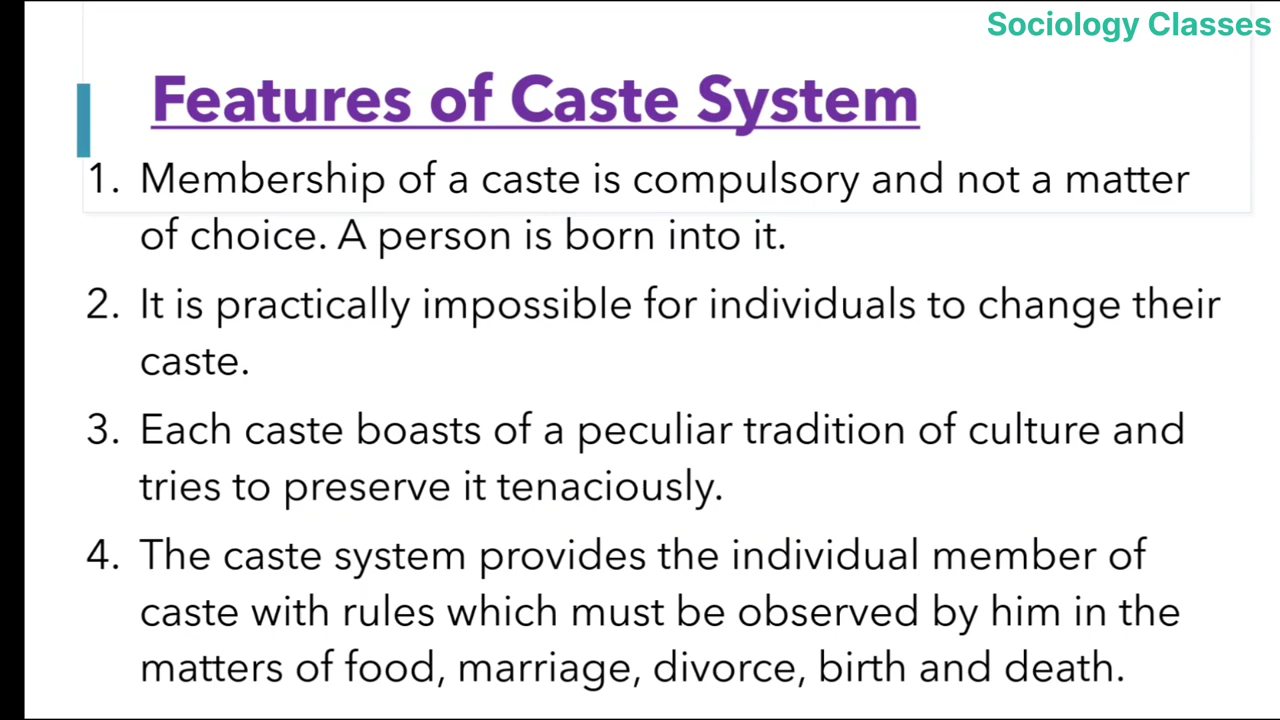 Sociology Classes
Features of Caste System
1. Membership of a caste is compulsory and not a matter
of choice. A person is born into it.
2. It is practically impossible for individuals to change their
caste.
3. Each caste boasts of a peculiar tradition of culture and
tries to preserve it tenaciously.
4. The caste system provides the individual member of
caste with rules which must be observed by him in the
matters of food, marriage, divorce, birth and death.